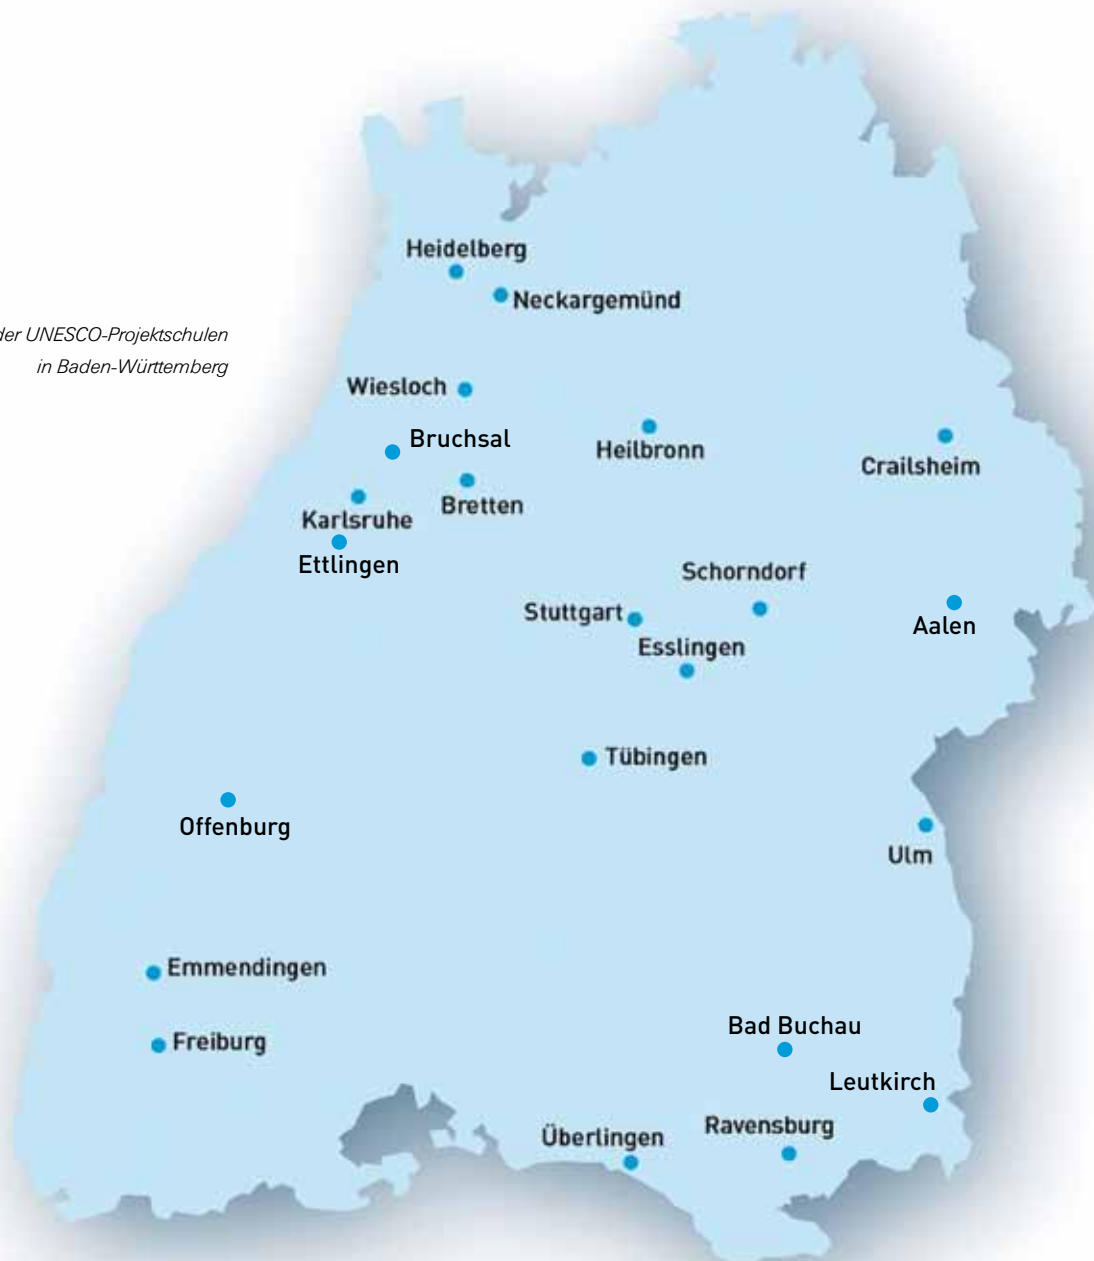 Heidelberg
Neckargemünd
der UNESCO-Projektschulen
in Baden-Württemberg
Wiesloch
Bruchsal
Heilbronn
Crailsheim
Bretten
Karlsruhe
Ettlingen
Schorndorf
Stuttgart
Aalen
Esslingen
Tübingen
Offenburg
Ulm
Emmendingen
Freiburg
Bad Buchau
Leutkirch
Ravensburg
Überlingen